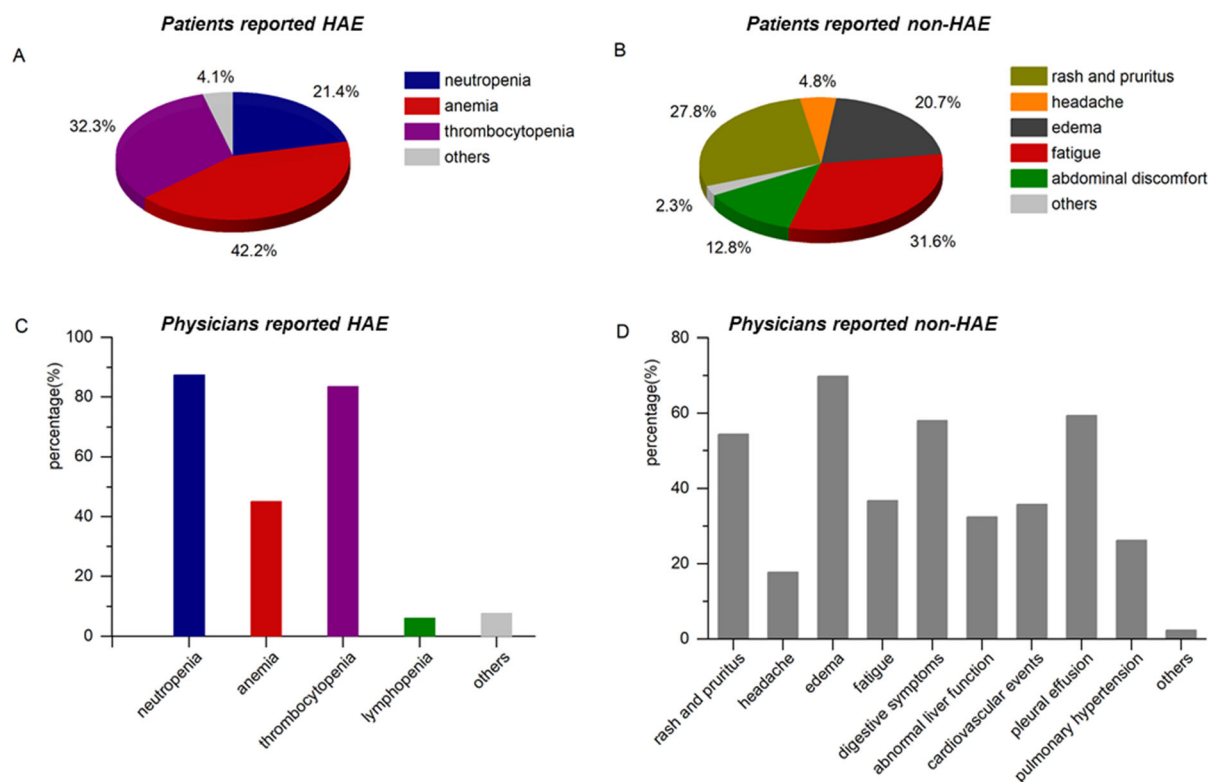 Patients reported HAE
A
4.1%
21.4%
32.3%
42.2%
neutropenia
anemia
thrombocytopenia
others
Patients reported non-HAE
B
4.8%
20.7%
27.8%
2.3%
12.8%
31.6%
rash and pruritus
headache
edema
fatigue
abdominal discomfort
others
C
Physicians reported HAE
percentage(%)
100
80
60
40
20
0
neutropenia
anemia
thrombocytopenia
lymphopenia
others
D
Physicians reported non-HAE
percentage(%)
80
60
40
20
0
rash and pruritus
headache
edema
fatigue
digestive symptoms
abnormal liver function
cardiovascular events
pleural effusion
pulmonary hypertension
others